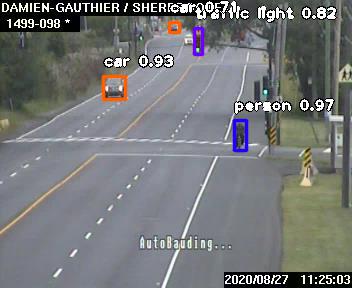 DAMIEN-GAUTHIER / SHER
car 0.71
traffic light 0.82
1499-098 *
car 0.93
person 0.97
AutoBauding...
2020/08/27 11:25:03